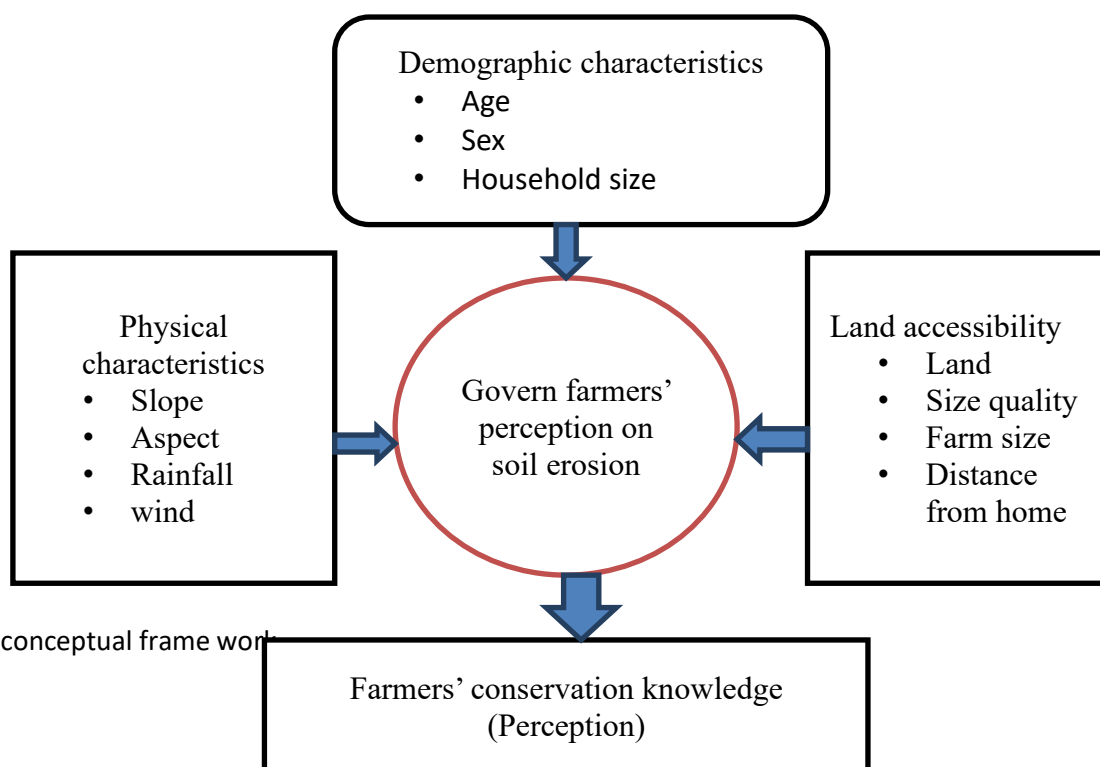 Demographic characteristics
• Age
• Sex
• Household size
Physical
characteristics
• Slope
• Aspect
• Rainfall
• wind
Govern farmers’
perception on
soil erosion
Land accessibility
• Land
• Size quality
• Farm size
• Distance
from home
conceptual frame work
Farmers’ conservation knowledge
(Perception)